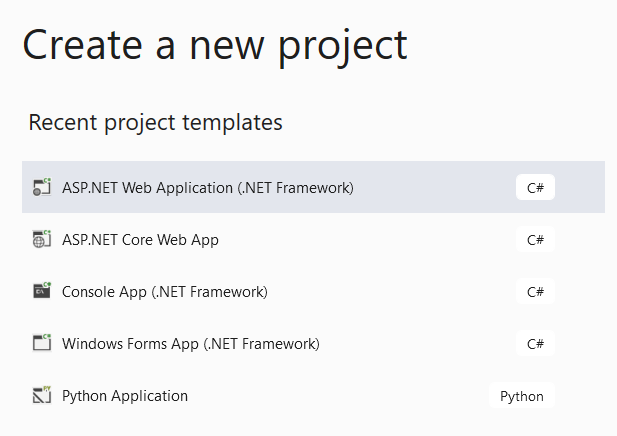 Create a new project
Recent project templates
ASP.NET Web Application (.NET Framework) C#
ASP.NET Core Web App C#
Console App (.NET Framework) C#
Windows Forms App (.NET Framework) C#
Python Application Python